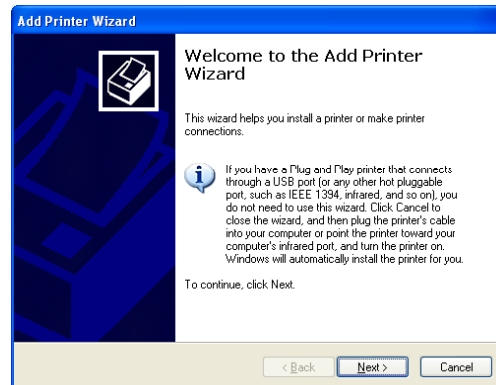 Add Printer Wizard
Welcome to the Add Printer
Wizard
This wizard helps you install a printer or make printer
connections.
If you have a Plug and Play printer that connects
through a USB port (or any other hot pluggable
port, such as IEEE 1394, infrared, and so on), you
do not need to use this wizard. Click Cancel to
close the wizard, and then plug the printer's cable
into your computer or point the printer toward your
computer's infrared port, and turn the printer on.
Windows will automatically install the printer for you.
To continue, click Next.
< Back
Next >
Cancel